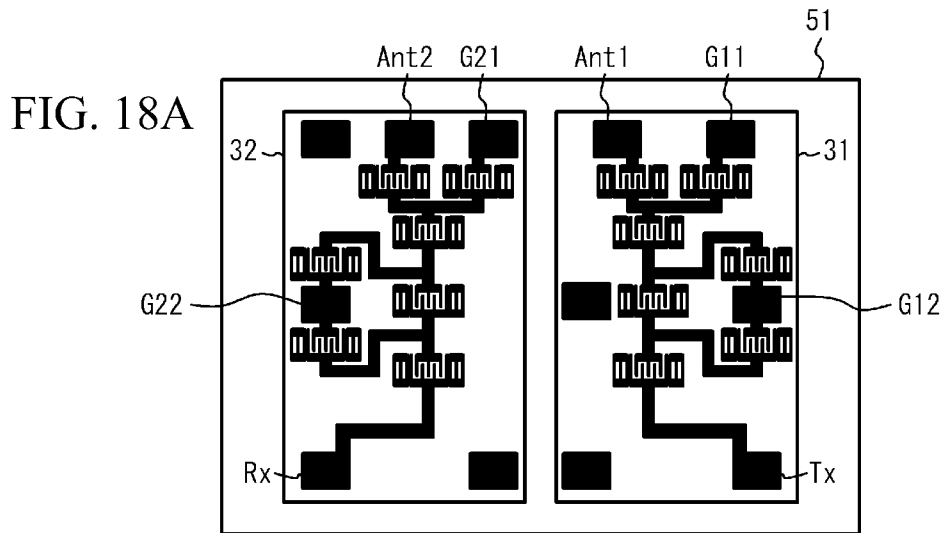 51
Ant2 G21 Ant1 G11
FIG. 18A
32 31
G22 G12
Rx Tx